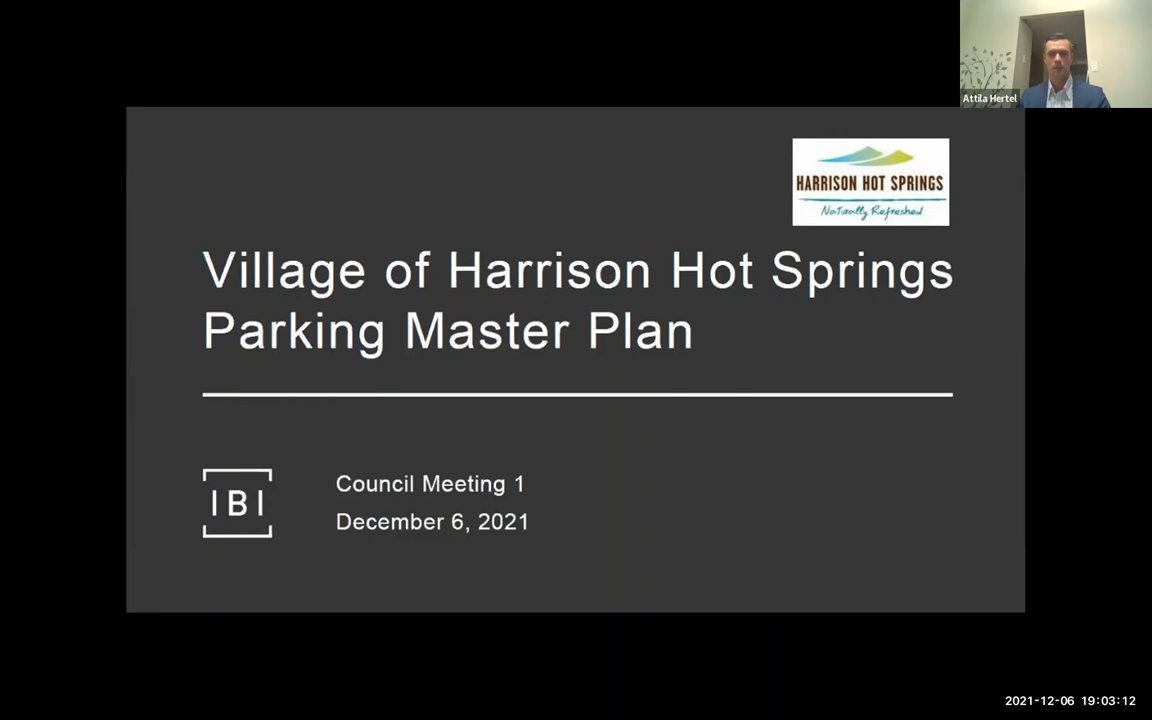 Attila Hertel
HARRISON HOT SPRINGS
Naturally Refreshed
Village of Harrison Hot Springs
Parking Master Plan
IBI
Council Meeting 1
December 6, 2021
2021-12-06 19:03:12